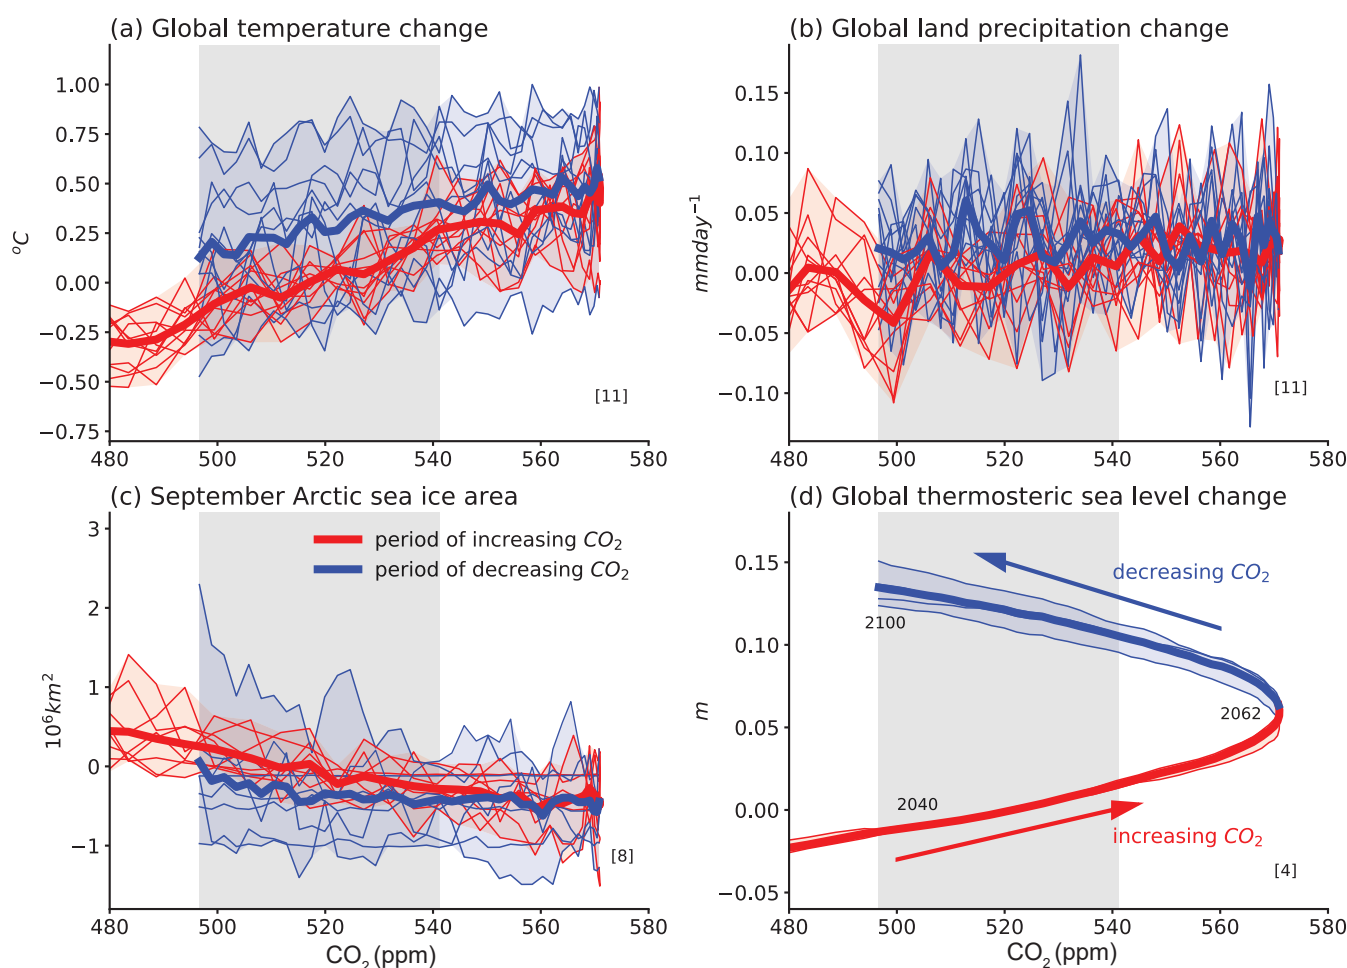 (a) Global temperature change
°C
1.00
0.75
0.50
0.25
0.00
−0.25
−0.50
−0.75
[11]
480 500 520 540 560 580
(b) Global land precipitation change
mmday⁻¹
0.15
0.10
0.05
0.00
−0.05
−0.10
[11]
480 500 520 540 560 580
(c) September Arctic sea ice area
10⁶km²
3
2
1
0
−1
period of increasing CO₂
period of decreasing CO₂
[8]
480 500 520 540 560 580
CO₂ (ppm)
(d) Global thermosteric sea level change
m
0.15
0.10
0.05
0.00
−0.05
decreasing CO₂
2100
2062
2040
increasing CO₂
[4]
480 500 520 540 560 580
CO₂ (ppm)